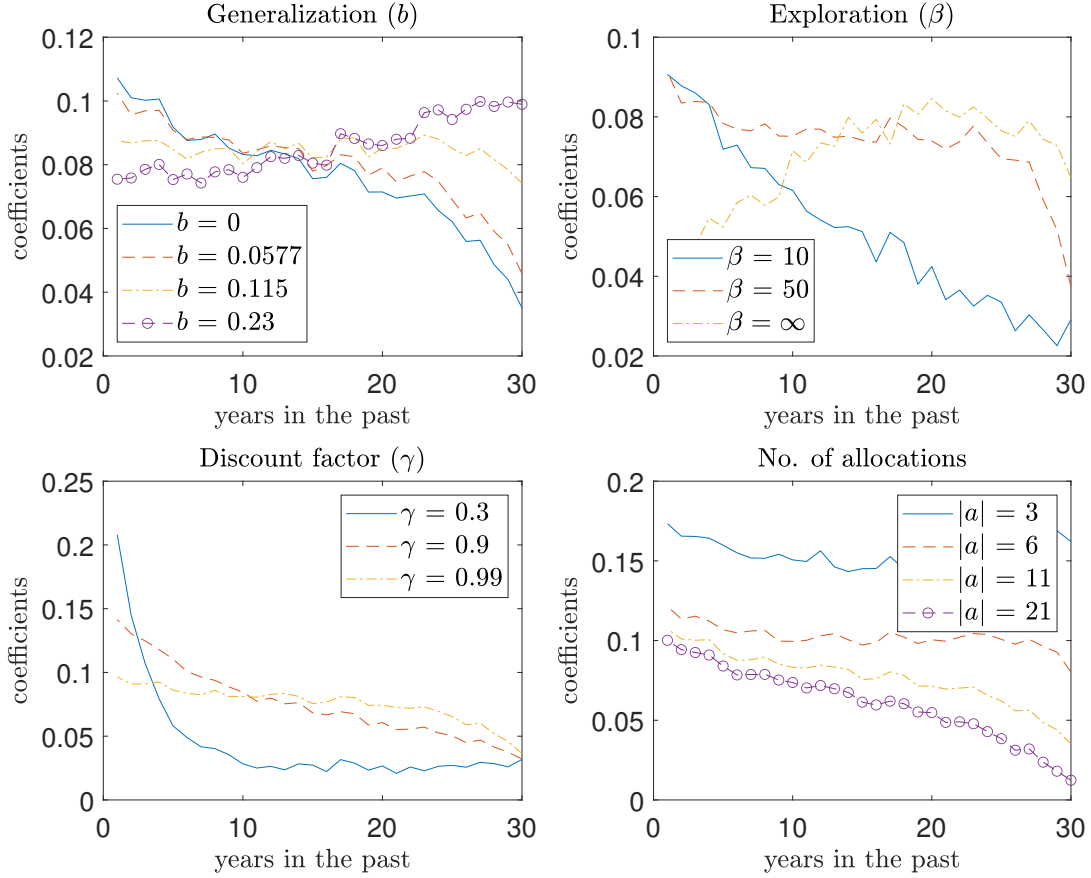 Generalization (b)
0.12
0.1
0.08
0.06
0.04
0.02
coefficients
b = 0
b = 0.0577
b = 0.115
b = 0.23
0
10
20
30
years in the past
Exploration (β)
0.1
0.08
0.06
0.04
0.02
coefficients
β = 10
β = 50
β = ∞
0
10
20
30
years in the past
Discount factor (γ)
0.25
0.2
0.15
0.1
0.05
0
coefficients
γ = 0.3
γ = 0.9
γ = 0.99
0
10
20
30
years in the past
No. of allocations
0.2
0.15
0.1
0.05
0
coefficients
|a| = 3
|a| = 6
|a| = 11
|a| = 21
0
10
20
30
years in the past